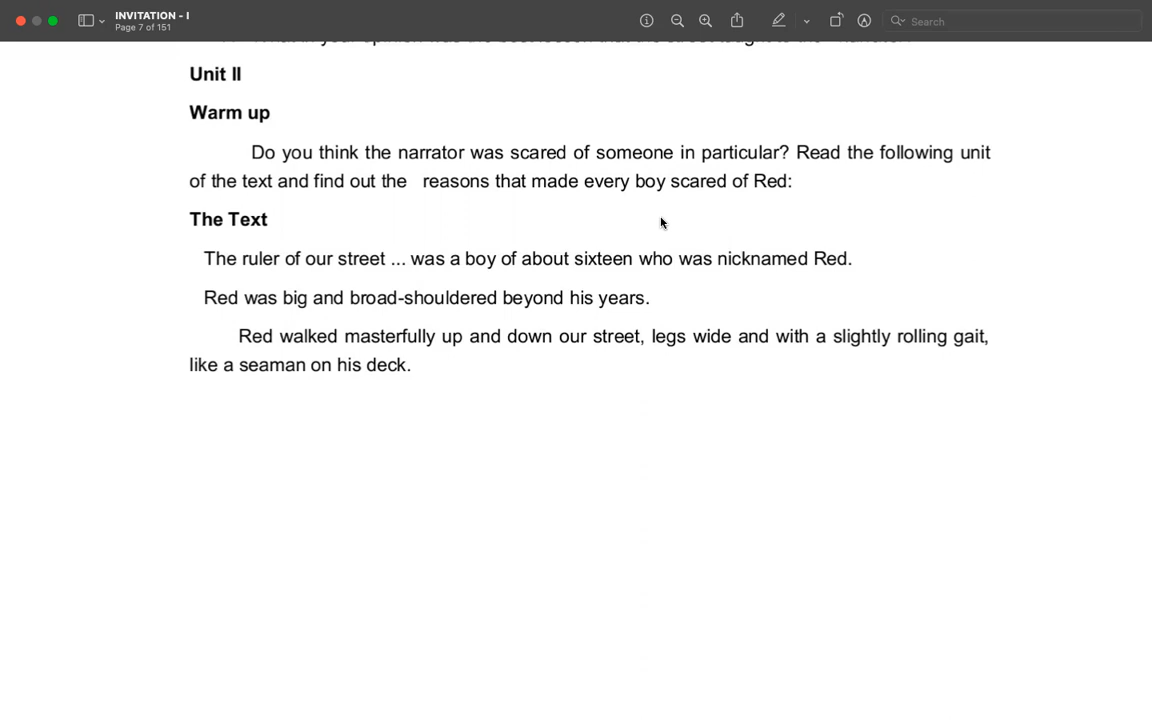 INVITATION - I
Page 7 of 151
Search
Unit II
Warm up
Do you think the narrator was scared of someone in particular? Read the following unit
of the text and find out the reasons that made every boy scared of Red:
The Text
The ruler of our street ... was a boy of about sixteen who was nicknamed Red.
Red was big and broad-shouldered beyond his years.
Red walked masterfully up and down our street, legs wide and with a slightly rolling gait,
like a seaman on his deck.